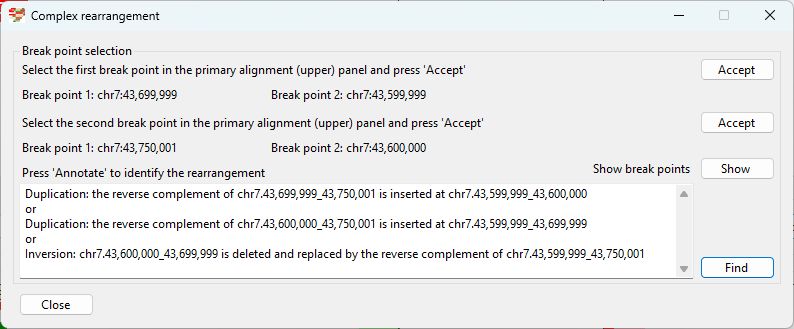 Complex rearrangement
Break point selection
Select the first break point in the primary alignment (upper) panel and press 'Accept'
Accept
Break point 1: chr7:43,699,999
Break point 2: chr7:43,599,999
Select the second break point in the primary alignment (upper) panel and press 'Accept'
Accept
Break point 1: chr7:43,750,001
Break point 2: chr7:43,600,000
Press 'Annotate' to identify the rearrangement
Show break points
Show
Duplication: the reverse complement of chr7.43,699,999_43,750,001 is inserted at chr7.43,599,999_43,600,000
or
Duplication: the reverse complement of chr7.43,600,000_43,750,001 is inserted at chr7.43,599,999_43,699,999
or
Inversion: chr7.43,600,000_43,699,999 is deleted and replaced by the reverse complement of chr7.43,599,999_43,750,001
Find
Close